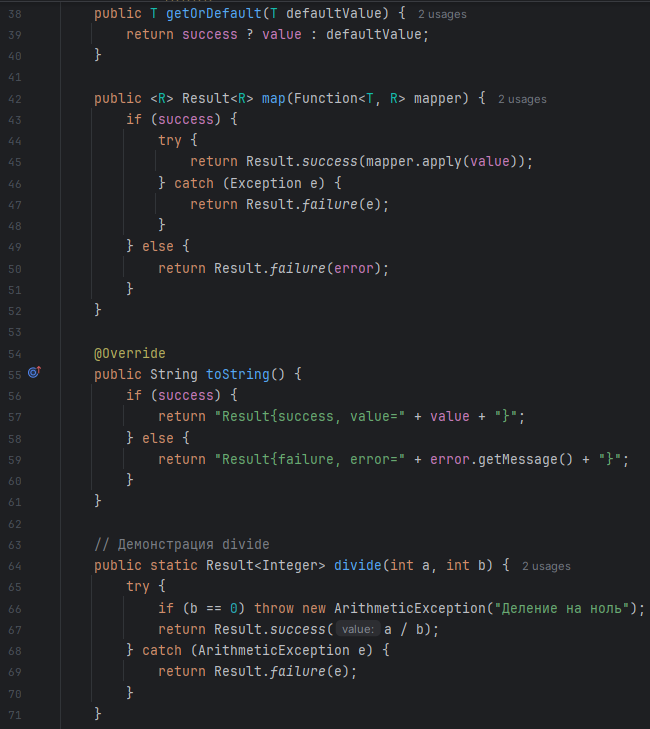 38 public T getOrDefault(T defaultValue) { 2 usages
39 return success ? value : defaultValue;
40 }
41
42 public <R> Result<R> map(Function<T, R> mapper) { 2 usages
43 if (success) {
44 try {
45 return Result.success(mapper.apply(value));
46 } catch (Exception e) {
47 return Result.failure(e);
48 }
49 } else {
50 return Result.failure(error);
51 }
52 }
53
54 @Override
55 public String toString() {
56 if (success) {
57 return "Result{success, value=" + value + "}";
58 } else {
59 return "Result{failure, error=" + error.getMessage() + "}";
60 }
61 }
62
63 // Демонстрация divide
64 public static Result<Integer> divide(int a, int b) { 2 usages
65 try {
66 if (b == 0) throw new ArithmeticException("Деление на ноль");
67 return Result.success( value: a / b);
68 } catch (ArithmeticException e) {
69 return Result.failure(e);
70 }
71 }